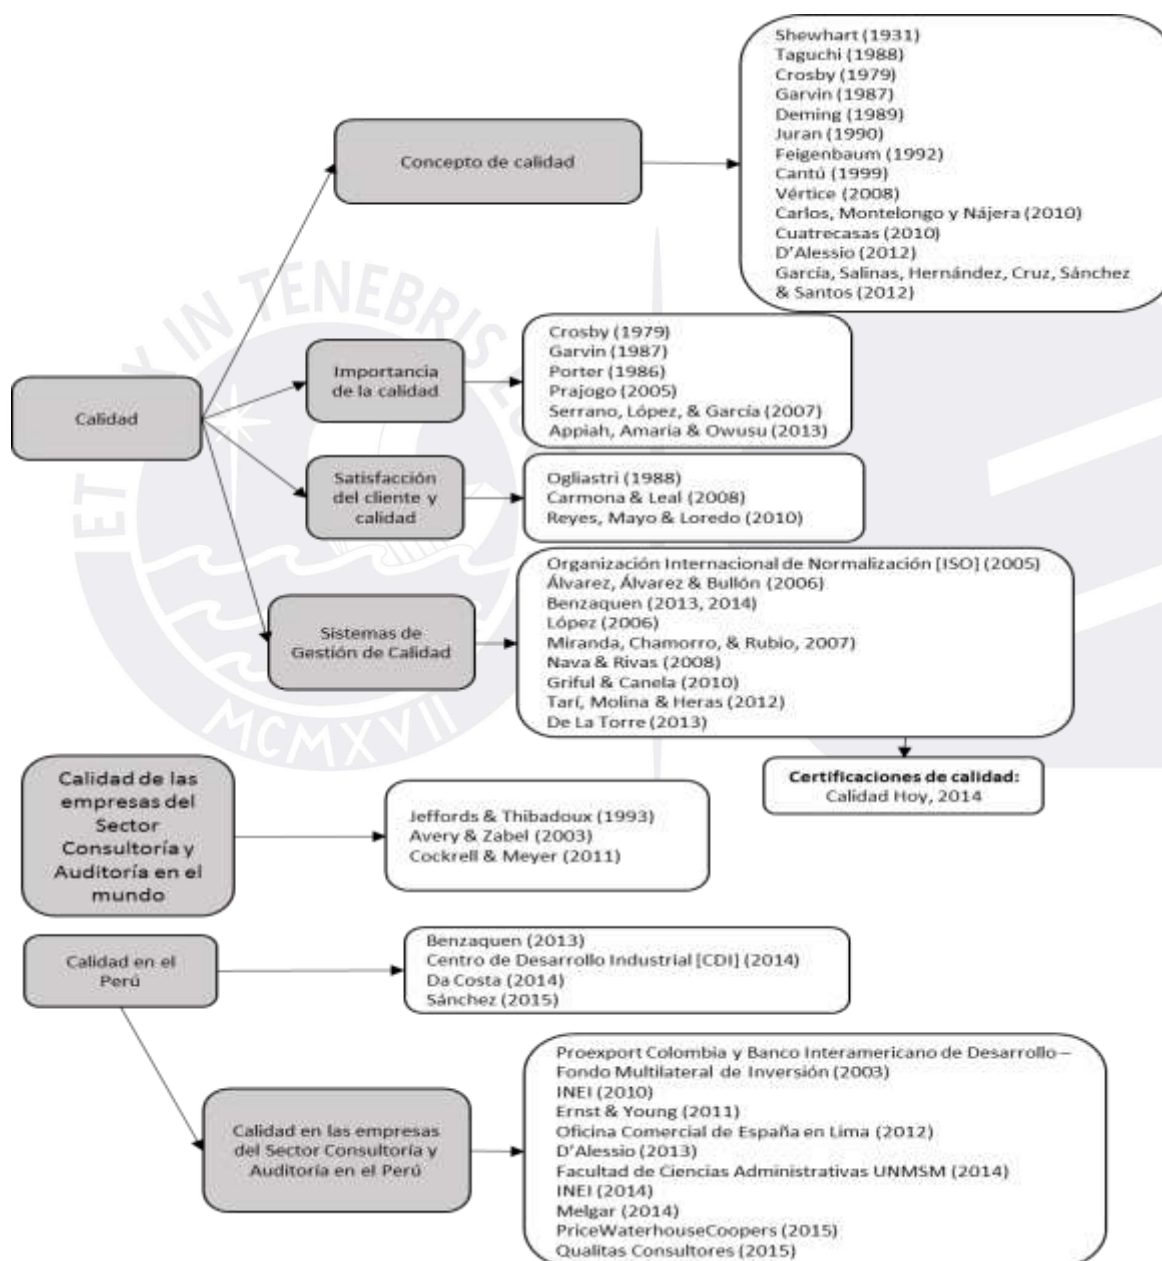 Shewhart (1931)
Taguchi (1988)
Crosby (1979)
Garvin (1987)
Deming (1989)
Juran (1990)
Feigenbaum (1992)
Cantú (1999)
Vértice (2008)
Carlos, Montelongo y Nájera (2010)
Cuatrecasas (2010)
D'Alessio (2012)
García, Salinas, Hernández, Cruz, Sánchez
& Santos (2012)
Concepto de calidad
Calidad
Importancia
de la calidad
Crosby (1979)
Garvin (1987)
Porter (1986)
Prajogo (2005)
Serrano, López, & García (2007)
Appiah, Amaria & Owusu (2013)
Satisfacción
del cliente y
calidad
Ogliastri (1988)
Carmona & Leal (2008)
Reyes, Mayo & Loredo (2010)
Sistemas de
Gestión de Calidad
Organización Internacional de Normalización [ISO] (2005)
Álvarez, Álvarez & Bullón (2006)
Benzaquen (2013, 2014)
López (2006)
Miranda, Chamorro, & Rubio, 2007)
Nava & Rivas (2008)
Griful & Canela (2010)
Tarí, Molina & Heras (2012)
De La Torre (2013)
Certificaciones de calidad:
Calidad Hoy, 2014
Calidad de las
empresas del
Sector
Consultoría y
Auditoría en el
mundo
Jeffords & Thibadoux (1993)
Avery & Zabel (2003)
Cockrell & Meyer (2011)
Calidad en el
Perú
Benzaquen (2013)
Centro de Desarrollo Industrial [CDI] (2014)
Da Costa (2014)
Sánchez (2015)
Calidad en las empresas
del Sector Consultoría y
Auditoría en el Perú
Proexport Colombia y Banco Interamericano de Desarrollo –
Fondo Multilateral de Inversión (2003)
INEI (2010)
Ernst & Young (2011)
Oficina Comercial de España en Lima (2012)
D'Alessio (2013)
Facultad de Ciencias Administrativas UNMSM (2014)
INEI (2014)
Melgar (2014)
PriceWaterhouseCoopers (2015)
Qualitas Consultores (2015)
ET
IN TENEBRIS
MCMXVII